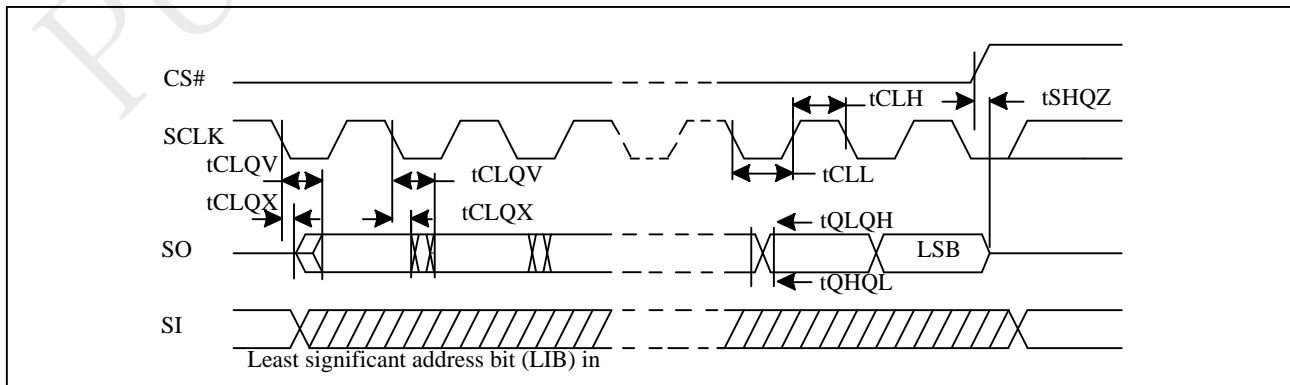 CS#
tCLH
tSHQZ
SCLK
tCLQV
tCLQV
tCLL
tCLQX
tCLQX
tQLQH
SO
LSB
tQHQL
SI
Least significant address bit (LIB) in